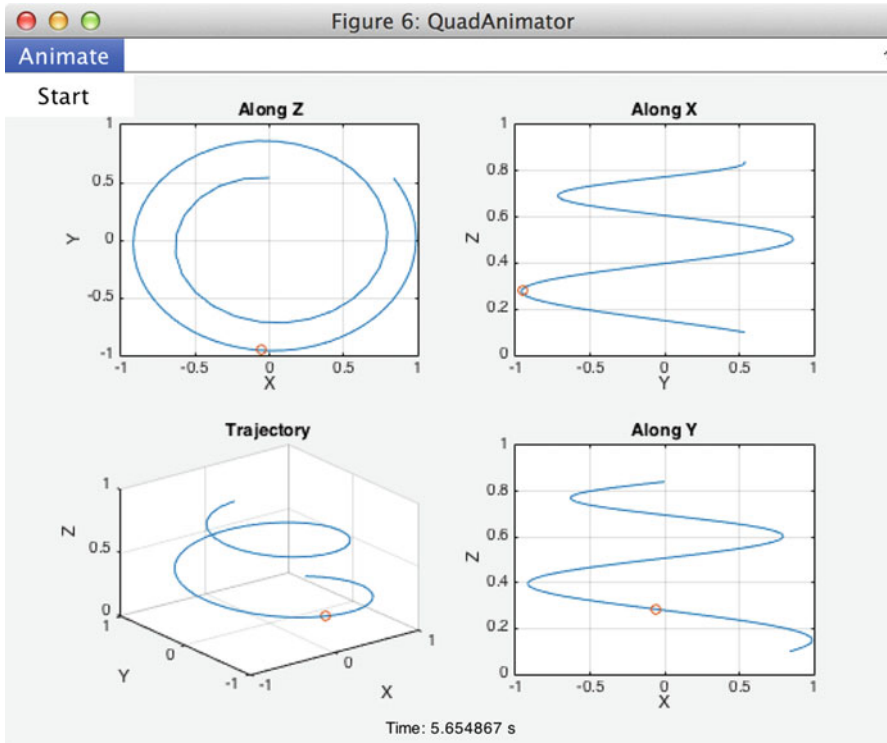 Figure 6: QuadAnimator
Animate
Start
Along Z
1
0.5
0
-0.5
-1
Y
-1 -0.5 0 0.5 1
X
Along X
1
0.8
0.6
0.4
0.2
0
Z
-1 -0.5 0 0.5 1
Y
Trajectory
1
0.5
0
Z
1
0
-1
Y
-1
0
1
X
Along Y
1
0.8
0.6
0.4
0.2
0
Z
-1 -0.5 0 0.5 1
X
Time: 5.654867 s